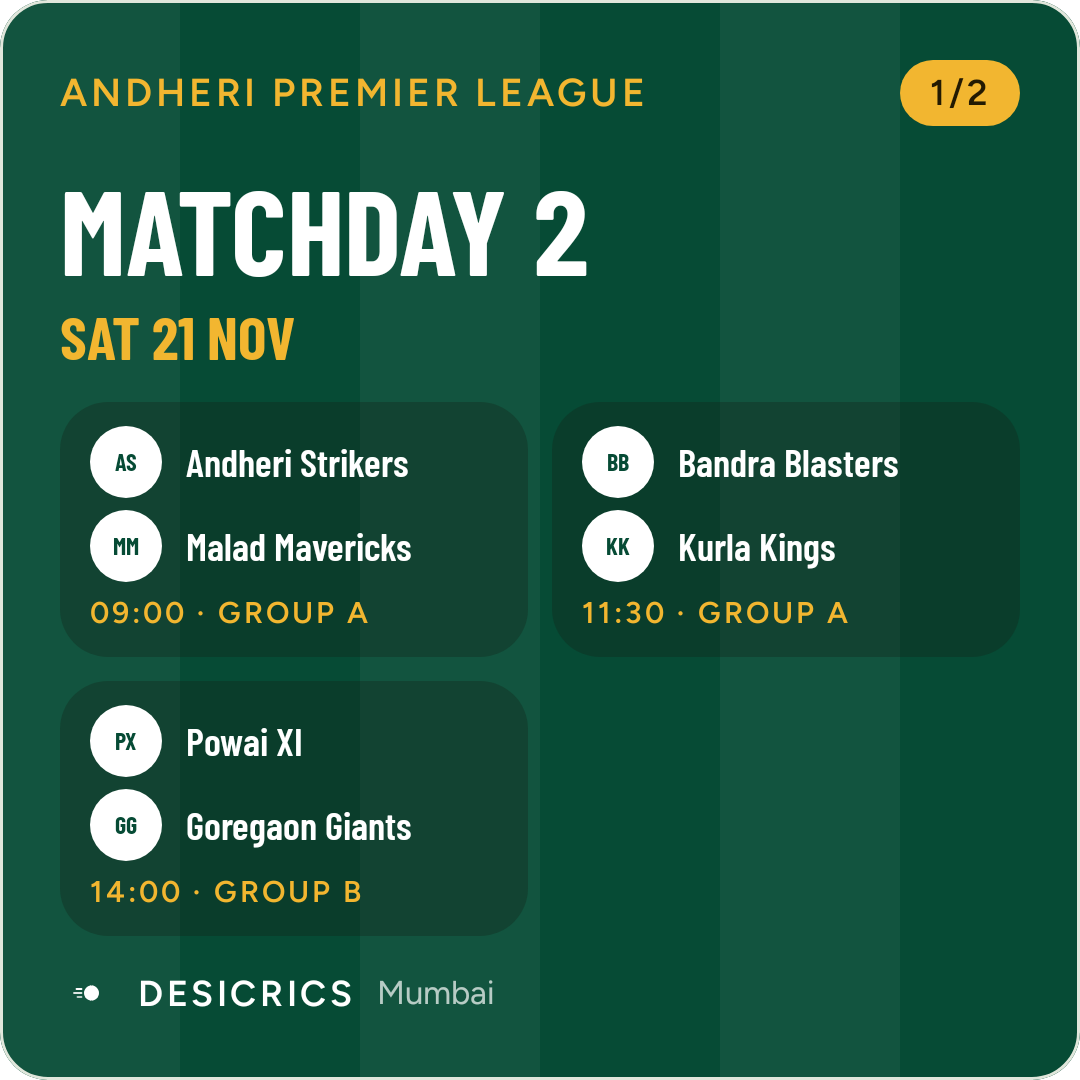 ANDHERI PREMIER LEAGUE
1/2
MATCHDAY 2
SAT 21 NOV
AS Andheri Strikers
MM Malad Mavericks
09:00 · GROUP A
BB Bandra Blasters
KK Kurla Kings
11:30 · GROUP A
PX Powai XI
GG Goregaon Giants
14:00 · GROUP B
DESICRICS Mumbai